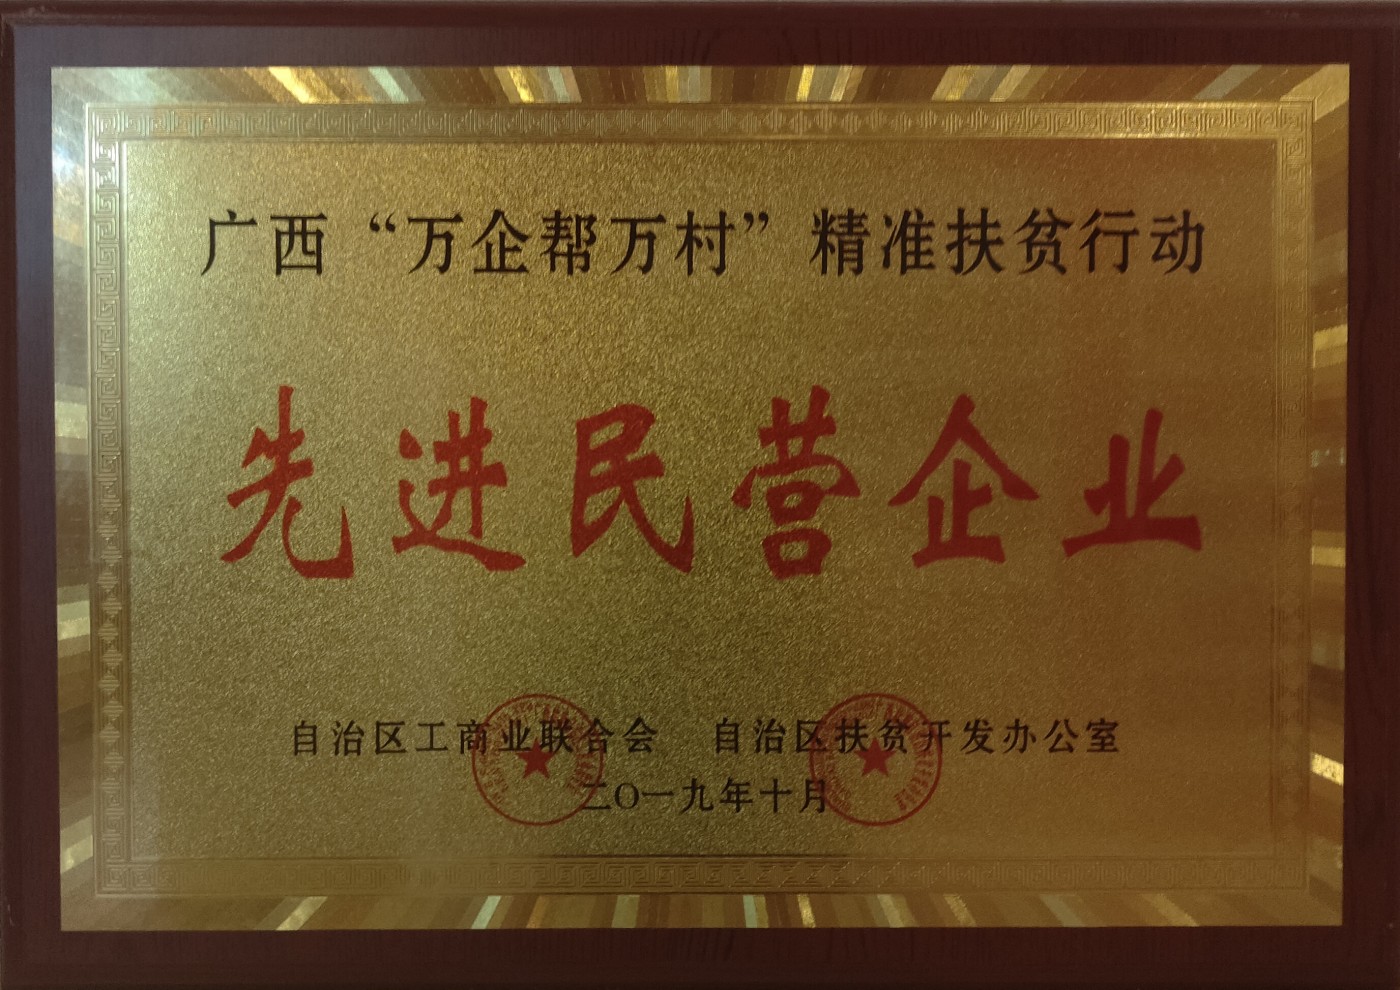 广西“万企帮万村”精准扶贫行动
先进民营企业
自治区工商业联合会 自治区扶贫开发办公室
二〇一九年十月